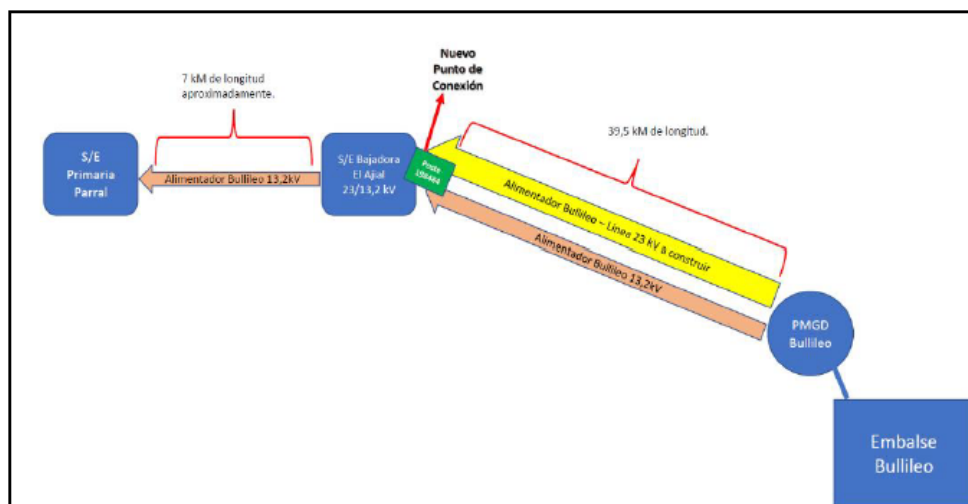 Nuevo
Punto de
Conexión
7 kM de longitud
aproximadamente.
39,5 kM de longitud.
S/E
Primaria
Parral
Alimentador Bullileo 13,2kV
S/E Bajadora
El Ajial
23/13,2 kV
Poste
Alimentador Bullileo – Línea 23 kV a construir
Alimentador Bullileo 13,2kV
PMGD
Bullileo
Embalse
Bullileo